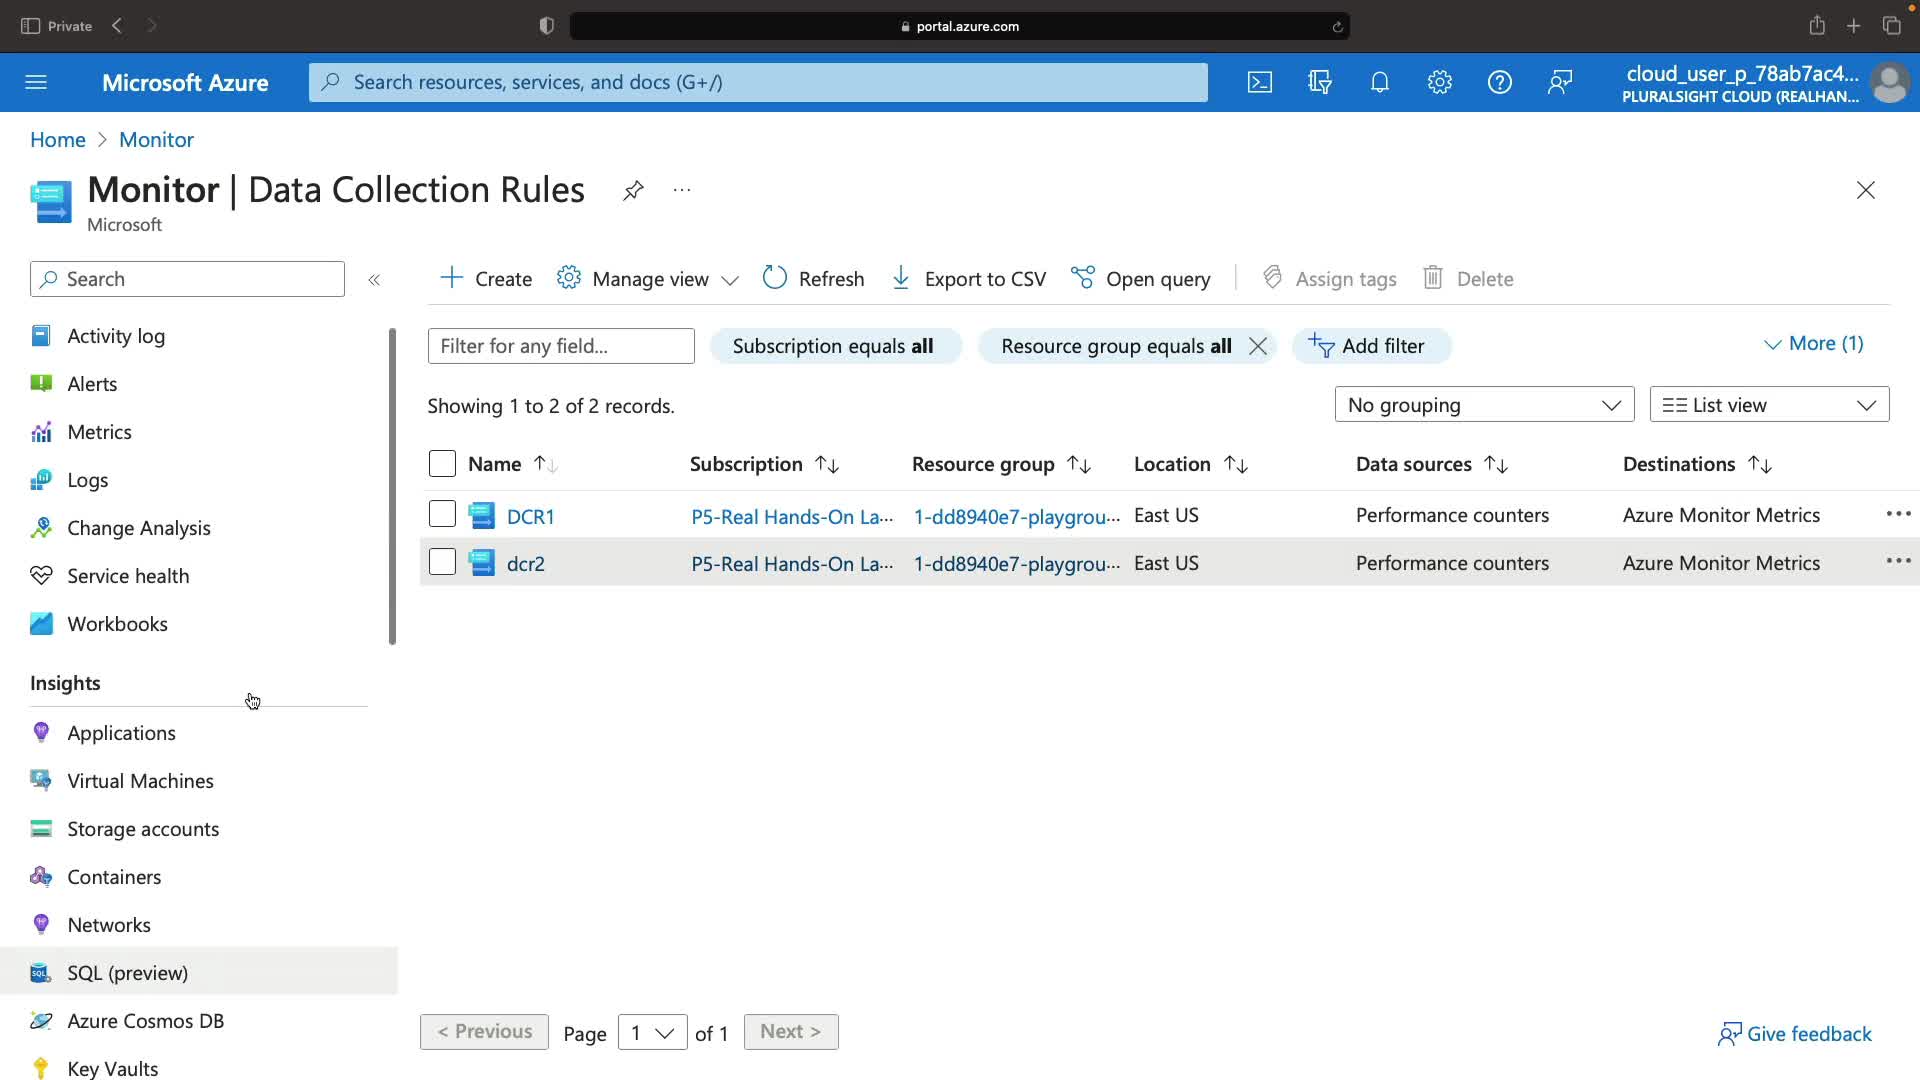 Private
portal.azure.com
Microsoft Azure
Search resources, services, and docs (G+/)
cloud_user_p_78ab7ac4...
PLURALSIGHT CLOUD (REALHAN...
Home > Monitor
Monitor | Data Collection Rules
Microsoft
Search
Create
Manage view
Refresh
Export to CSV
Open query
Assign tags
Delete
Activity log
Alerts
Metrics
Logs
Change Analysis
Service health
Workbooks
Insights
Applications
Virtual Machines
Storage accounts
Containers
Networks
SQL (preview)
Azure Cosmos DB
Key Vaults
Filter for any field...
Subscription equals all
Resource group equals all
Add filter
More (1)
Showing 1 to 2 of 2 records.
No grouping
List view
Name Subscription Resource group Location Data sources Destinations
DCR1 P5-Real Hands-On La... 1-dd8940e7-playgrou... East US Performance counters Azure Monitor Metrics
dcr2 P5-Real Hands-On La... 1-dd8940e7-playgrou... East US Performance counters Azure Monitor Metrics
< Previous Page 1 of 1 Next >
Give feedback